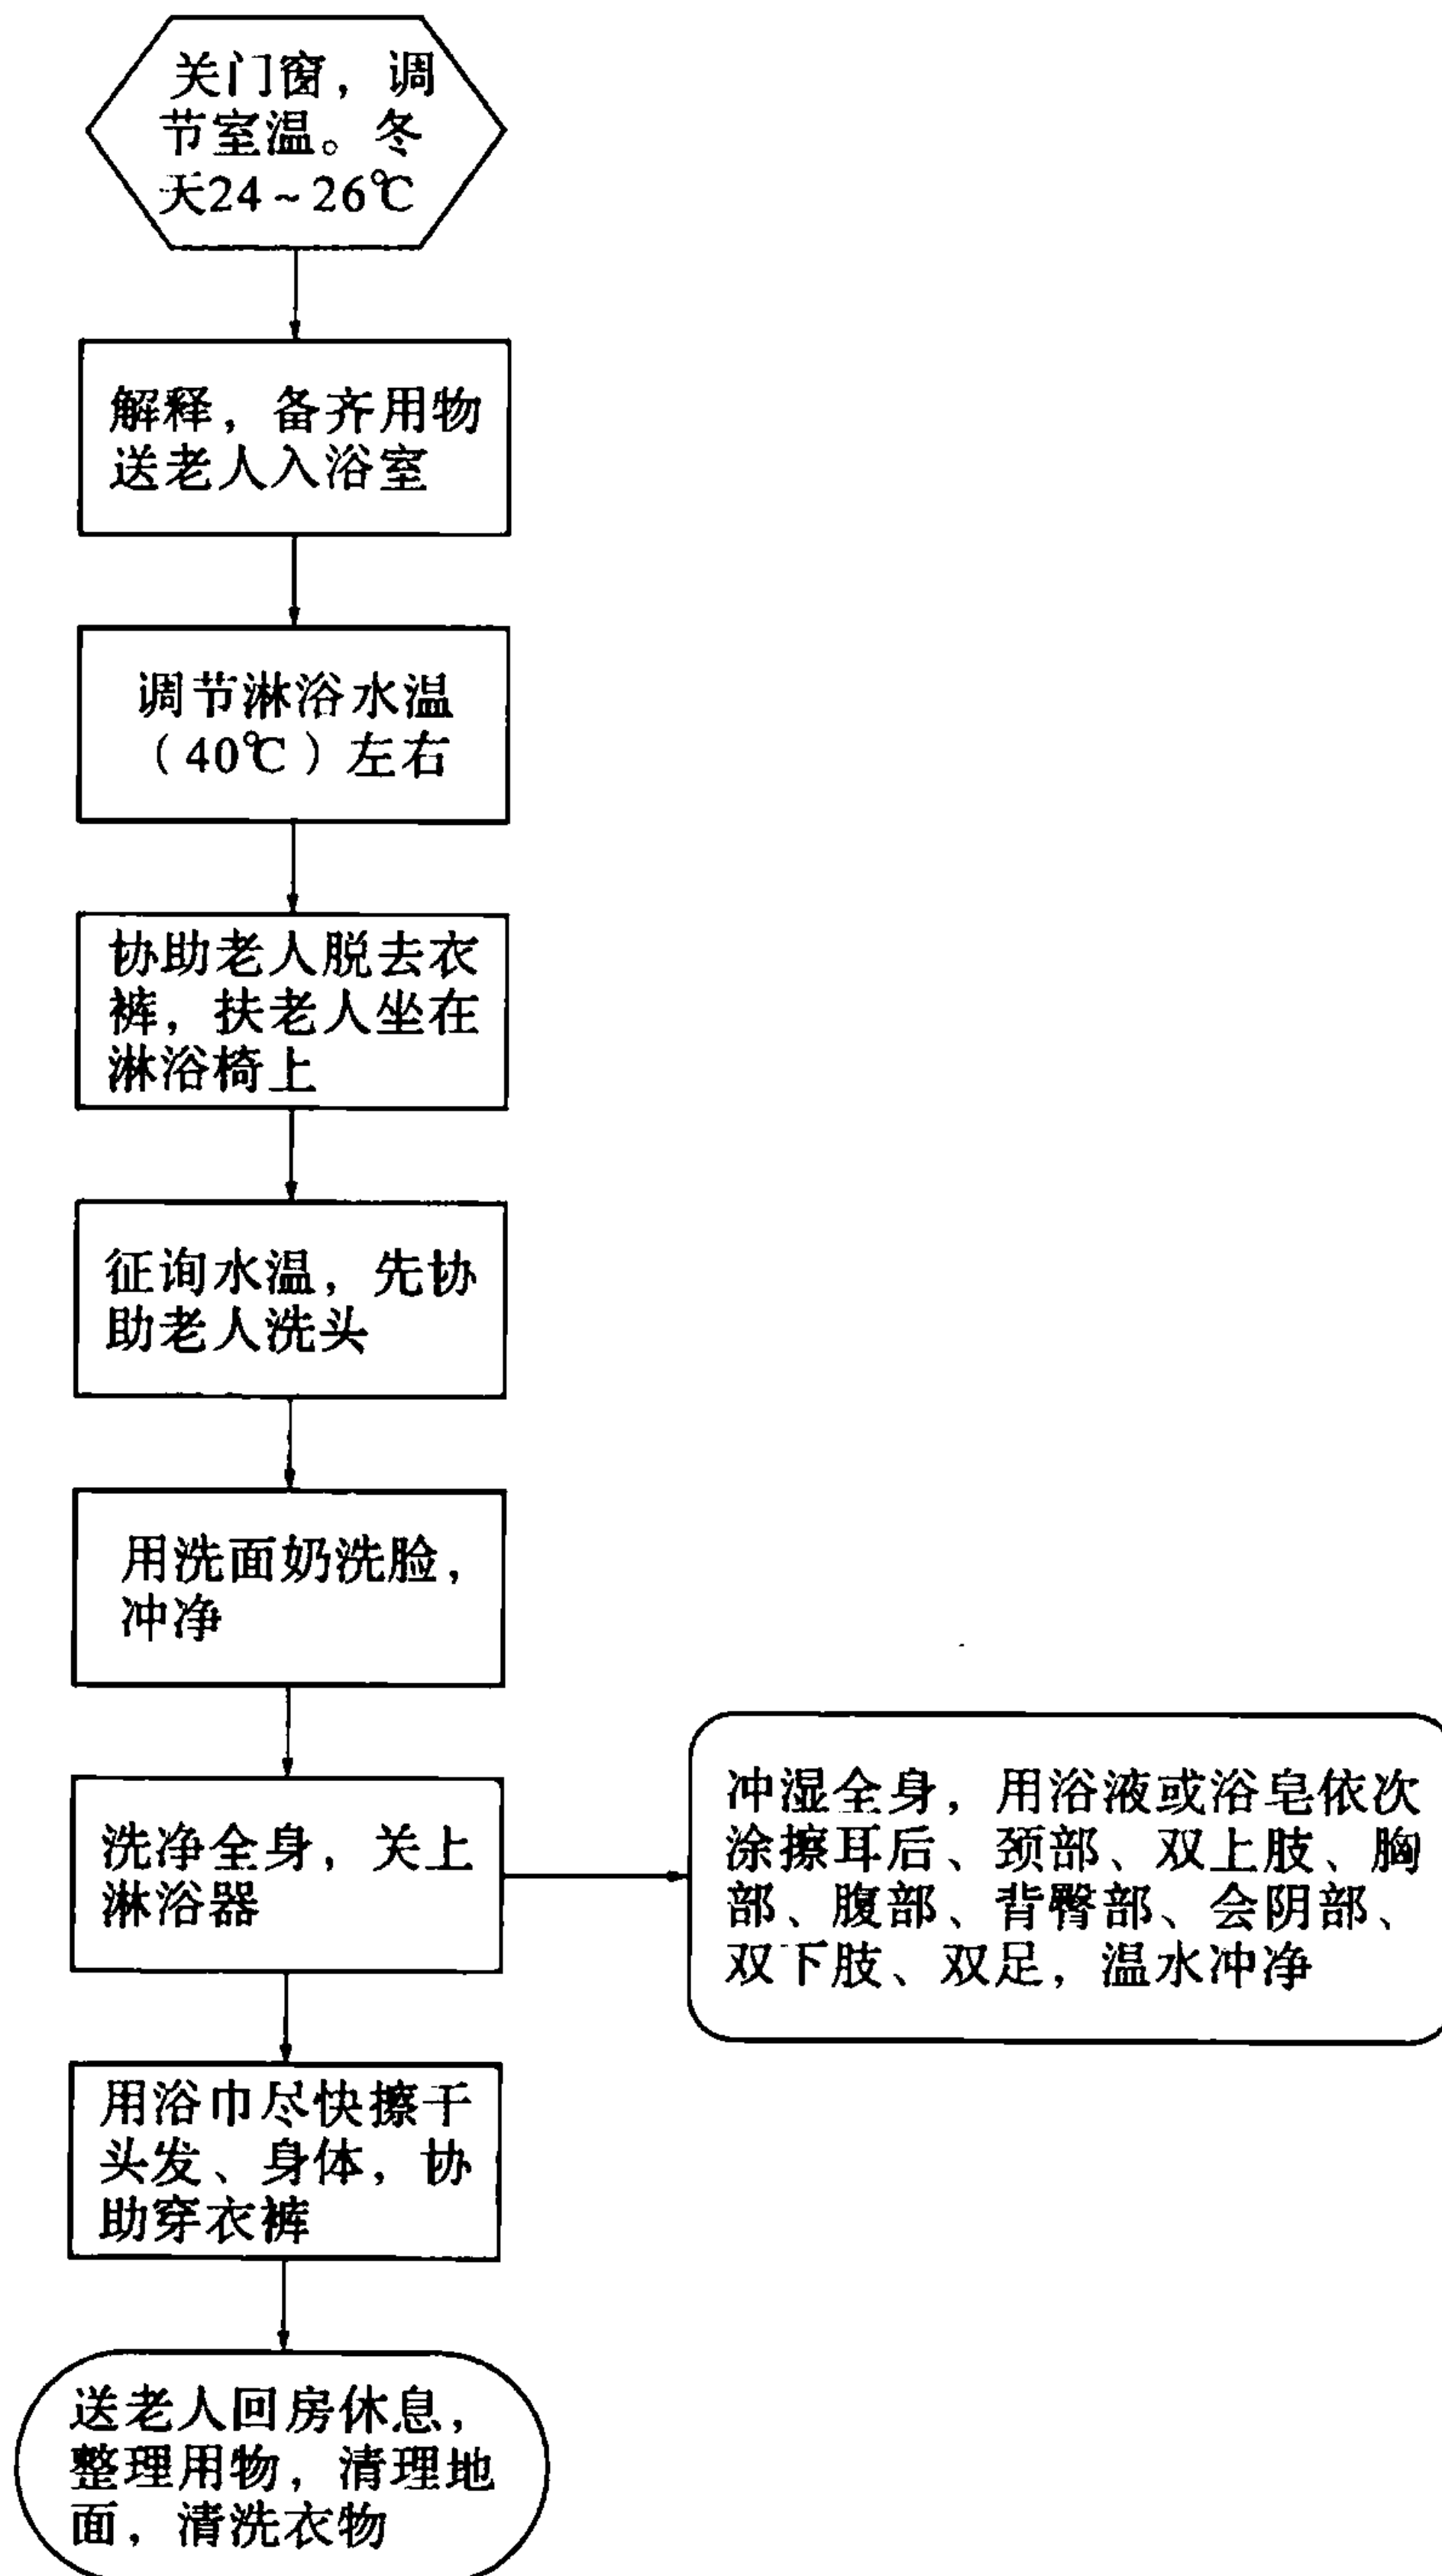 关门窗，调
节室温。冬
天24~26℃
解释，备齐用物
送老人入浴室
调节淋浴水温
（40℃）左右
协助老人脱去衣
裤，扶老人坐在
淋浴椅上
征询水温，先协
助老人洗头
用洗面奶洗脸，
冲净
洗净全身，关上
淋浴器
冲湿全身，用浴液或浴皂依次
涂擦耳后、颈部、双上肢、胸
部、腹部、背臀部、会阴部、
双下肢、双足，温水冲净
用浴巾尽快擦干
头发、身体，协
助穿衣裤
送老人回房休息，
整理用物，清理地
面，清洗衣物